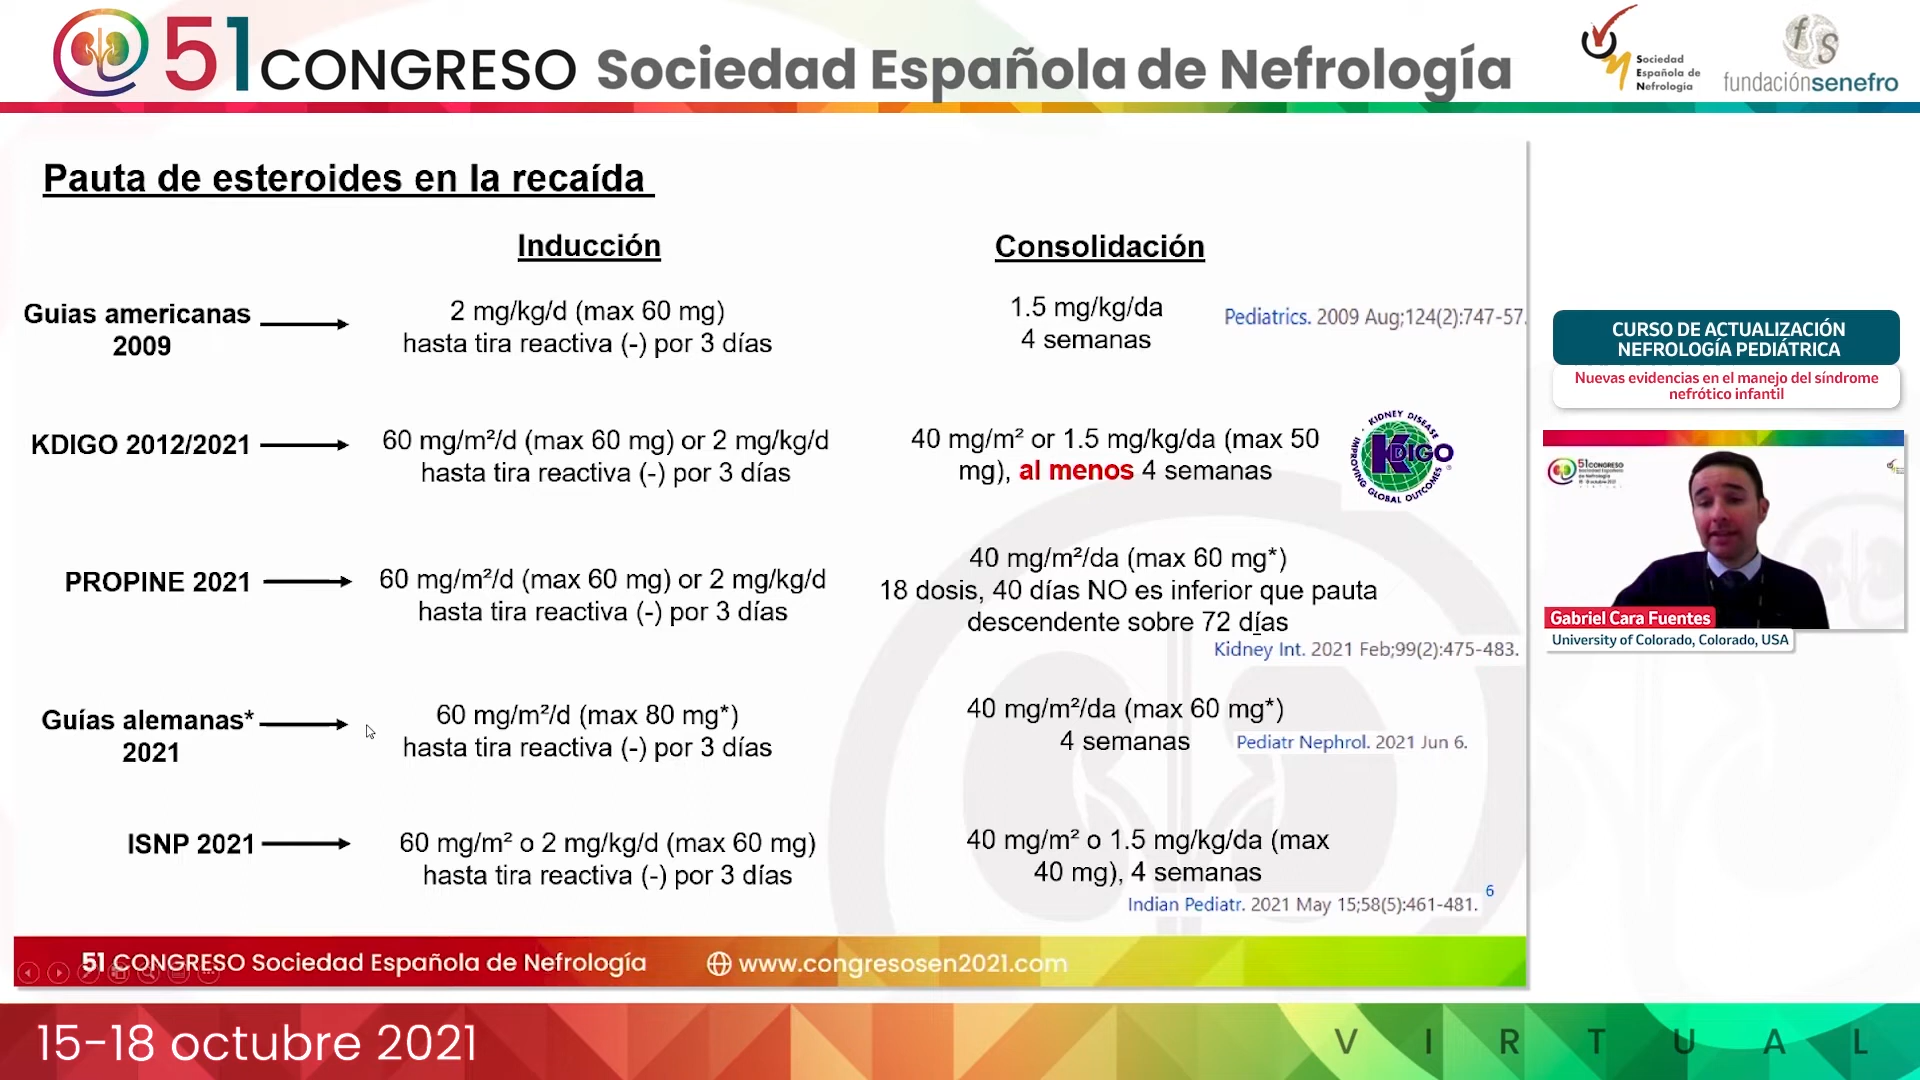 51 CONGRESO Sociedad Española de Nefrología
Sociedad
Española de
Nefrología
fundaciónsenefro
Pauta de esteroides en la recaída
Inducción
Consolidación
Guias americanas
2009
2 mg/kg/d (max 60 mg)
hasta tira reactiva (-) por 3 días
1.5 mg/kg/da
4 semanas
Pediatrics. 2009 Aug;124(2):747-57.
KDIGO 2012/2021
60 mg/m²/d (max 60 mg) or 2 mg/kg/d
hasta tira reactiva (-) por 3 días
40 mg/m² or 1.5 mg/kg/da (max 50
mg), al menos 4 semanas
KIDNEY DISEASE
KDIGO
IMPROVING GLOBAL OUTCOMES
PROPINE 2021
60 mg/m²/d (max 60 mg) or 2 mg/kg/d
hasta tira reactiva (-) por 3 días
40 mg/m²/da (max 60 mg*)
18 dosis, 40 días NO es inferior que pauta
descendente sobre 72 días
Kidney Int. 2021 Feb;99(2):475-483.
Guías alemanas*
2021
60 mg/m²/d (max 80 mg*)
hasta tira reactiva (-) por 3 días
40 mg/m²/da (max 60 mg*)
4 semanas
Pediatr Nephrol. 2021 Jun 6.
ISNP 2021
60 mg/m² o 2 mg/kg/d (max 60 mg)
hasta tira reactiva (-) por 3 días
40 mg/m² o 1.5 mg/kg/da (max
40 mg), 4 semanas
Indian Pediatr. 2021 May 15;58(5):461-481.
6
51 CONGRESO Sociedad Española de Nefrología
www.congresosen2021.com
CURSO DE ACTUALIZACIÓN
NEFROLOGÍA PEDIÁTRICA
Nuevas evidencias en el manejo del síndrome
nefrótico infantil
51 CONGRESO
Gabriel Cara Fuentes
University of Colorado, Colorado, USA
15-18 octubre 2021
VIRTUAL